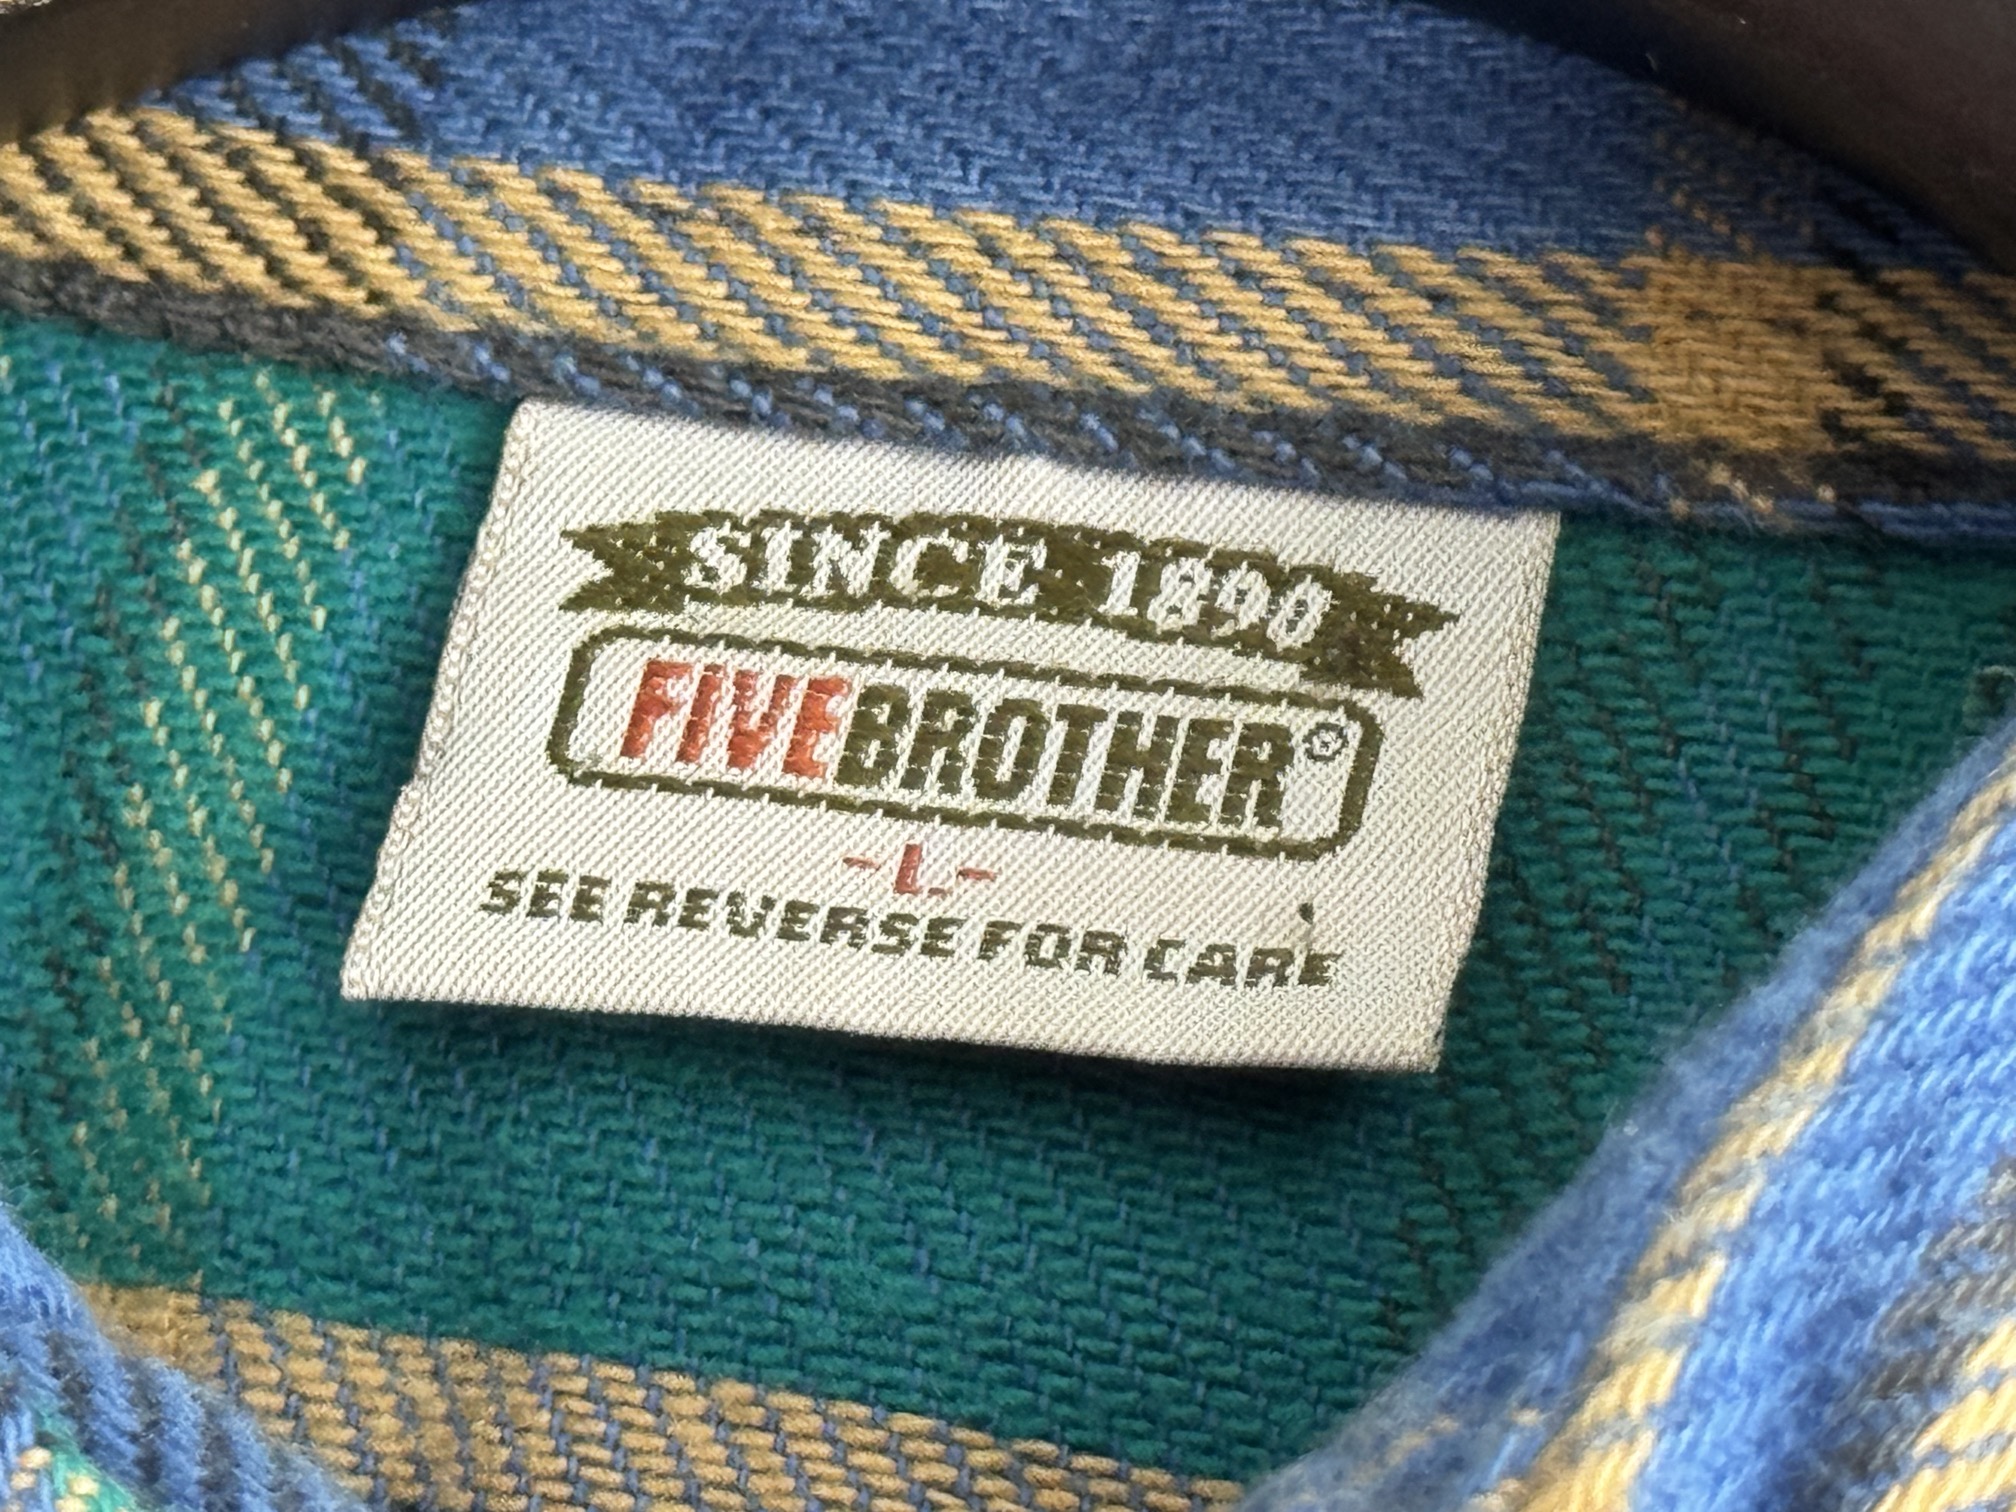 SINCE 1890
FIVEBROTHER®
-L-
SEE REVERSE FOR CARE